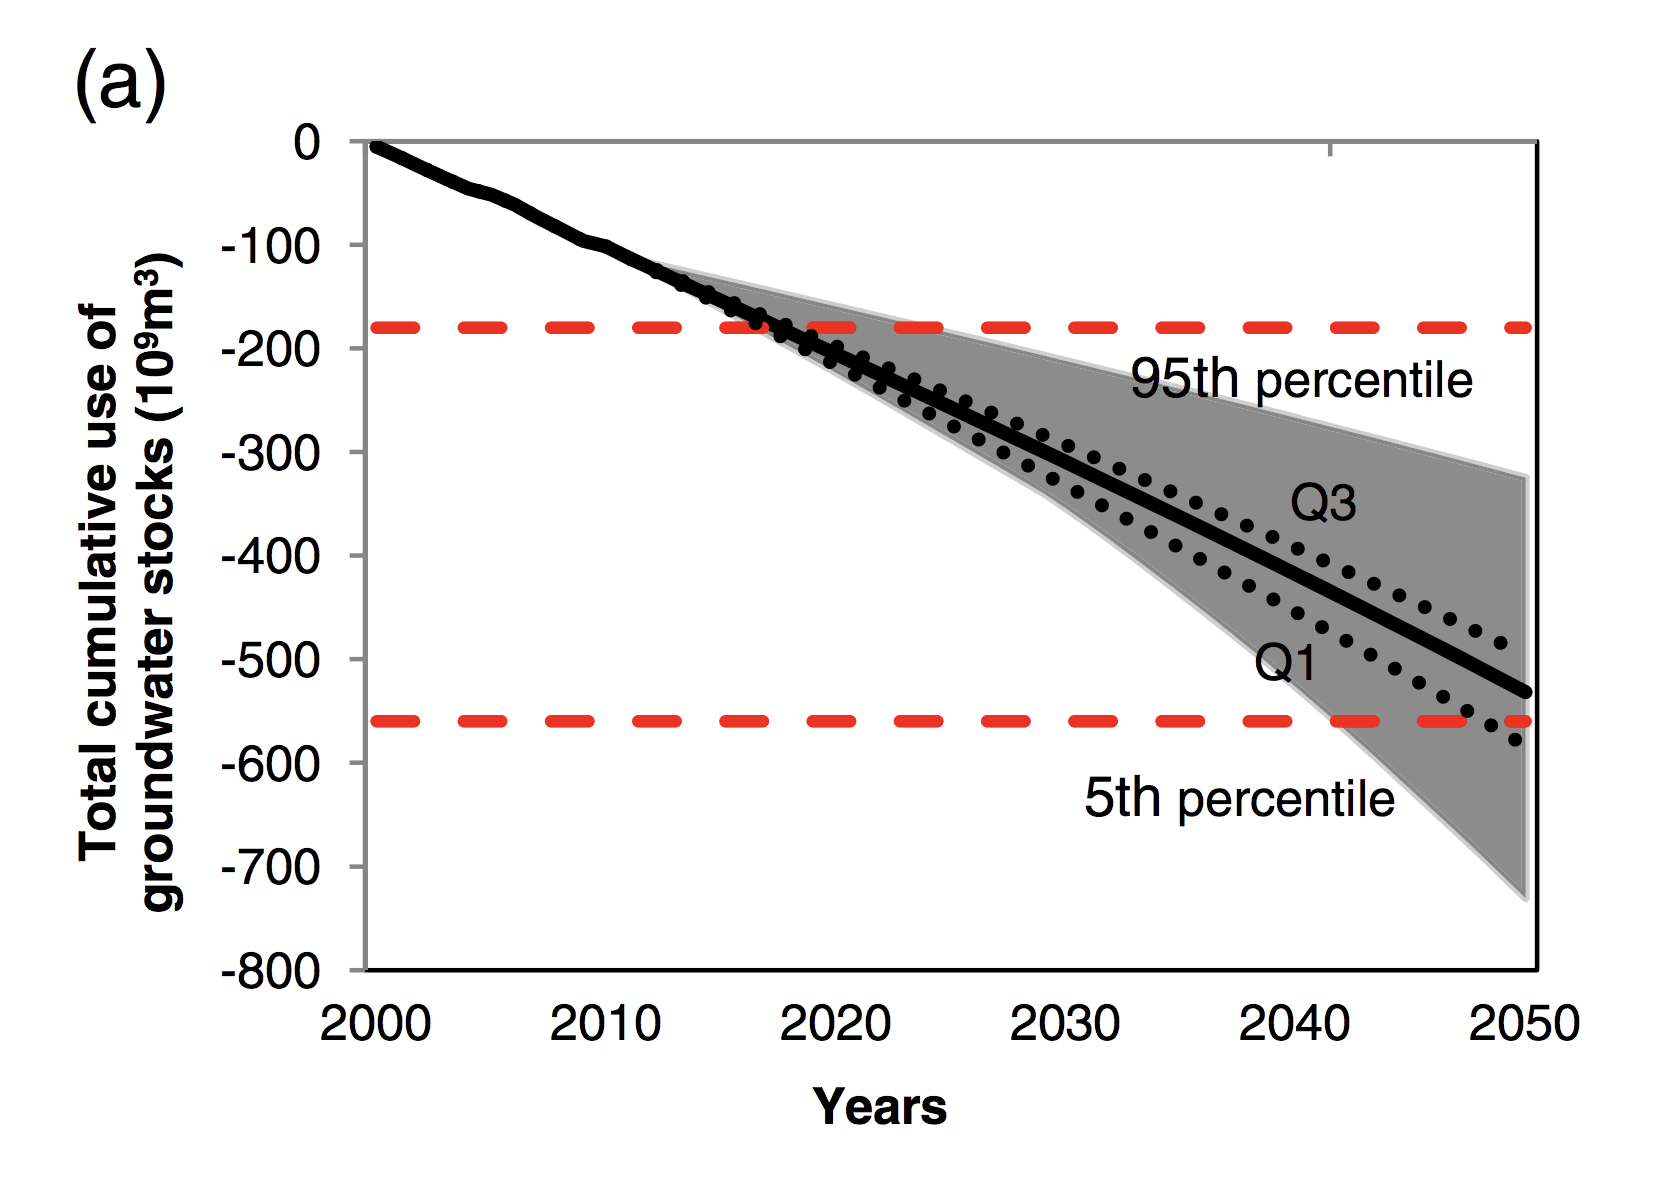 (a)
0
-100
-200
-300
-400
-500
-600
-700
-800
Total cumulative use of
groundwater stocks (10⁹m³)
95th percentile
Q3
Q1
5th percentile
2000 2010 2020 2030 2040 2050
Years